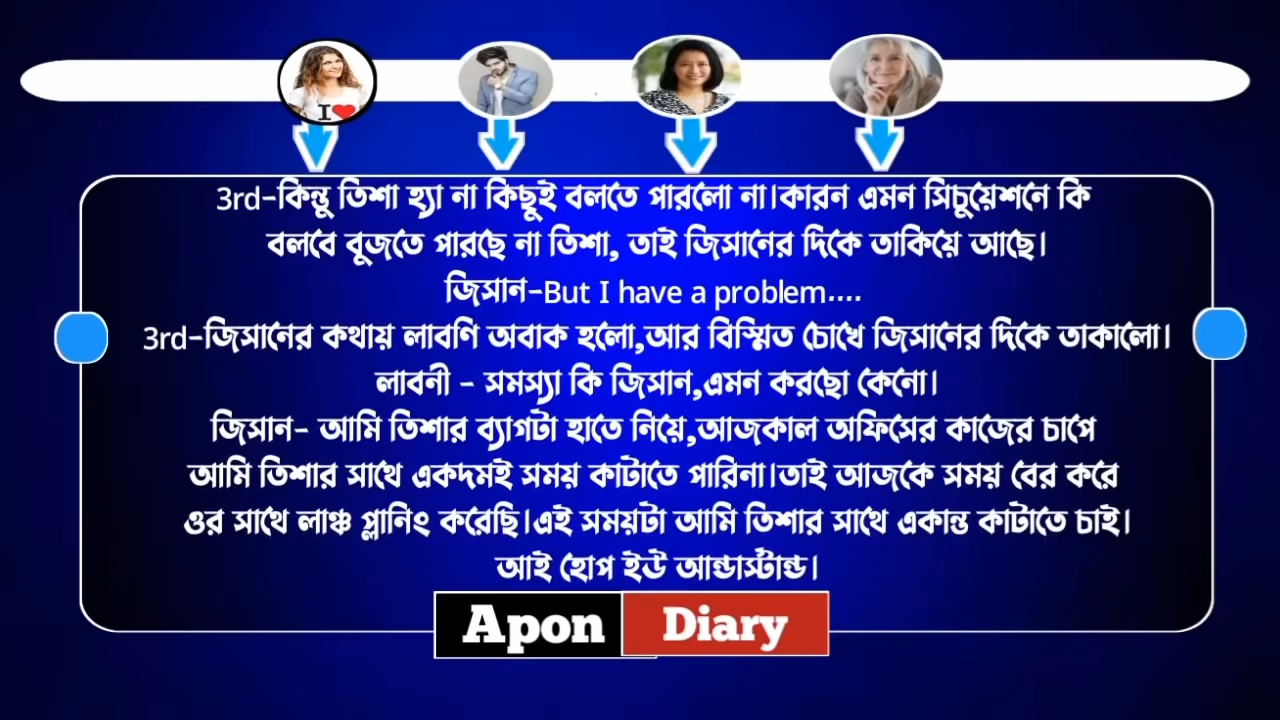 I❤
3rd-কিন্তু তিশা হ্যা না কিছুই বলতে পারলো না।কারন এমন সিচুয়েশনে কি
বলবে বুজতে পারছে না তিশা, তাই জিসানের দিকে তাকিয়ে আছে।
জিসান-But I have a problem....
3rd-জিসানের কথায় লাবণি অবাক হলো,আর বিস্মিত চোখে জিসানের দিকে তাকালো।
লাবনী - সমস্যা কি জিসান,এমন করছো কেনো।
জিসান- আমি তিশার ব্যাগটা হাতে নিয়ে,আজকাল অফিসের কাজের চাপে
আমি তিশার সাথে একদমই সময় কাটাতে পারিনা।তাই আজকে সময় বের করে
ওর সাথে লাঞ্চ প্লানিং করেছি।এই সময়টা আমি তিশার সাথে একান্ত কাটাতে চাই।
আই হোপ ইউ আন্ডার্স্টান্ড।
Apon Diary